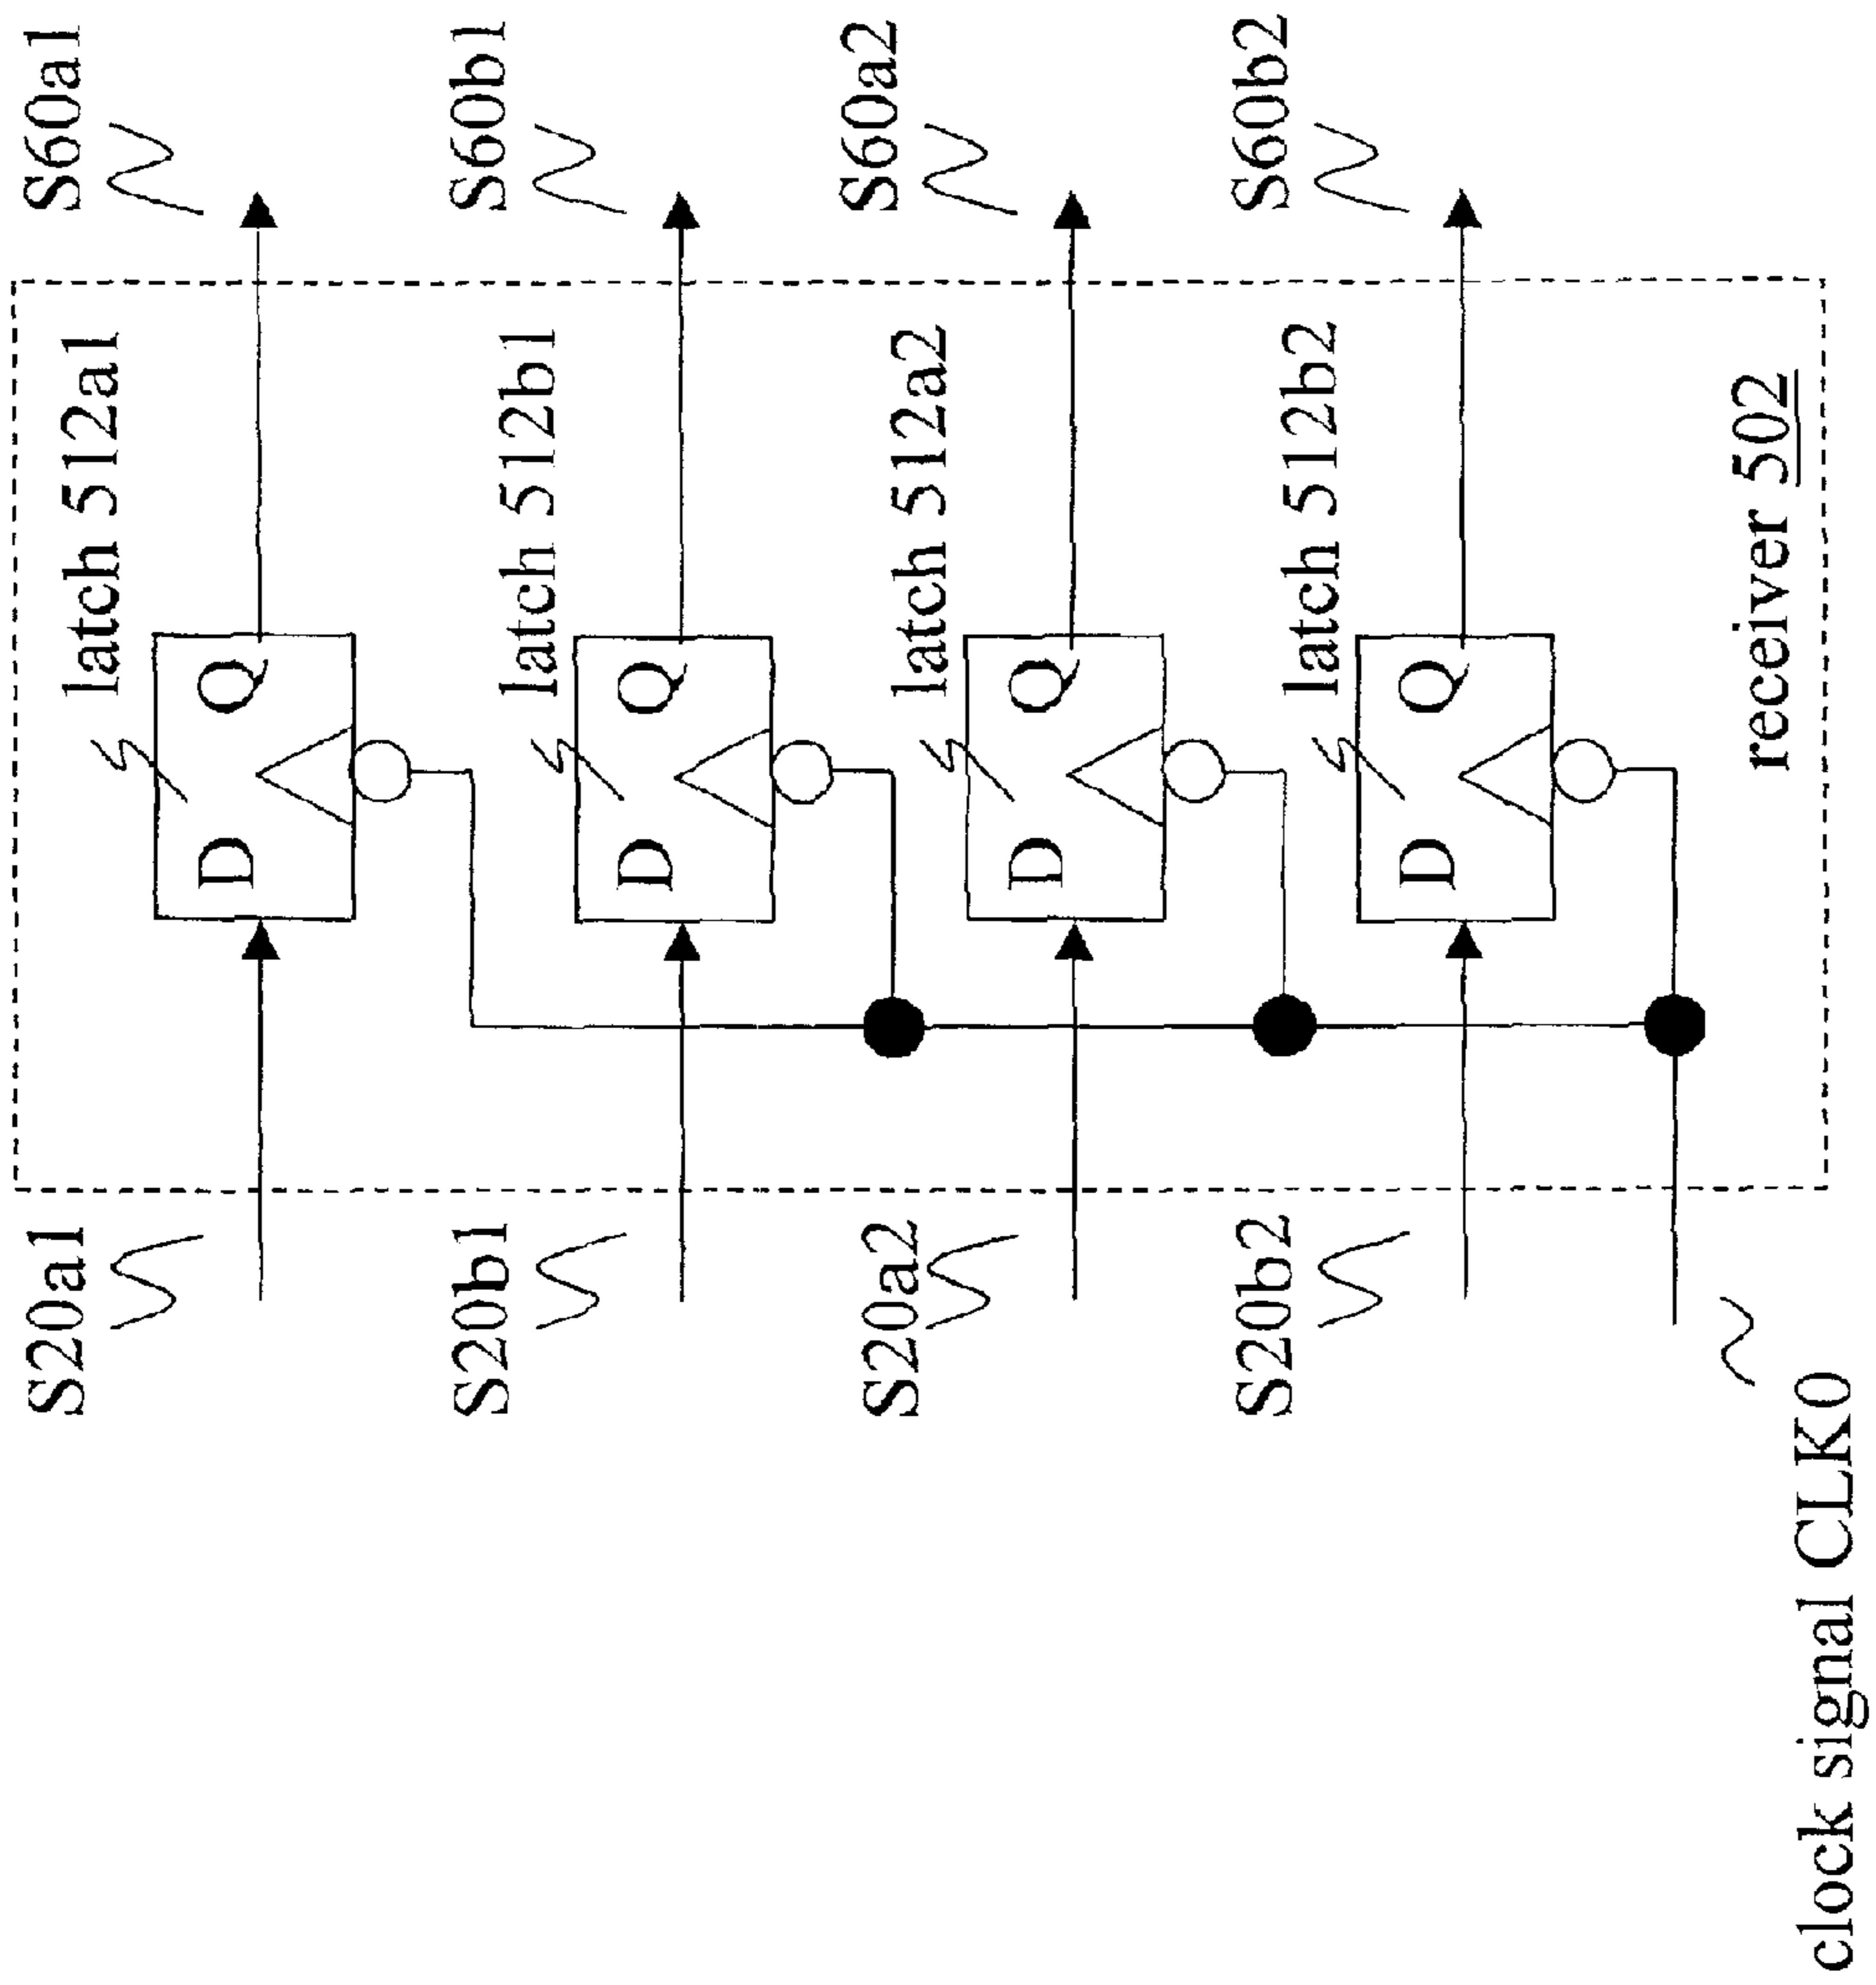 S20a1
latch 512a1
D
Q
S60a1
S20b1
latch 512b1
D
Q
S60b1
S20a2
latch 512a2
D
Q
S60a2
S20b2
latch 512b2
D
Q
S60b2
receiver 502
clock signal CLK0